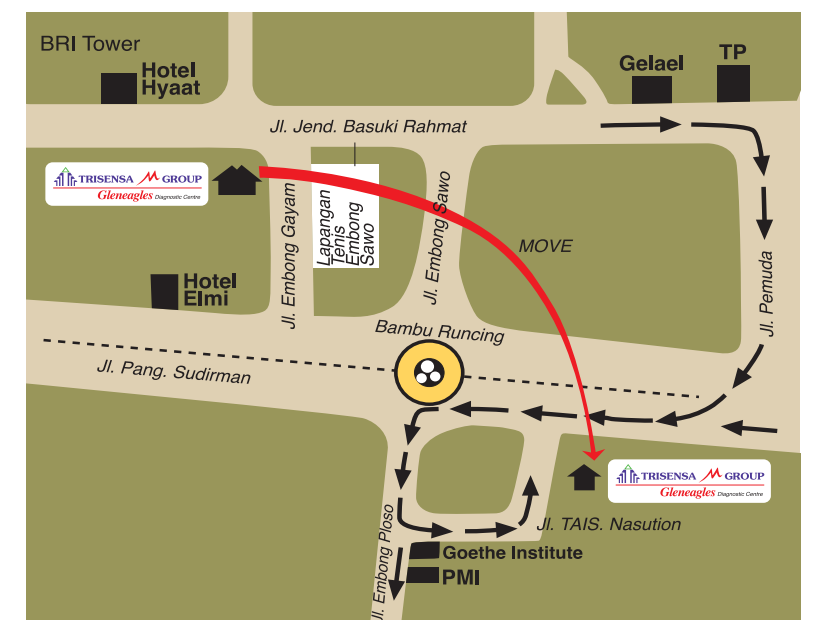 BRI Tower
Hotel
Hyaat
Gelael
TP
Jl. Jend. Basuki Rahmat
TRISENSA M GROUP
Gleneagles Diagnostic Centre
Jl. Embong Gayam
Lapangan
Tenis
Embong
Sawo
Jl. Embong Sawo
MOVE
Jl. Pemuda
Hotel
Elmi
Bambu Runcing
Jl. Pang. Sudirman
TRISENSA M GROUP
Gleneagles Diagnostic Centre
Jl. TAIS. Nasution
Jl. Embong Ploso
Goethe Institute
PMI